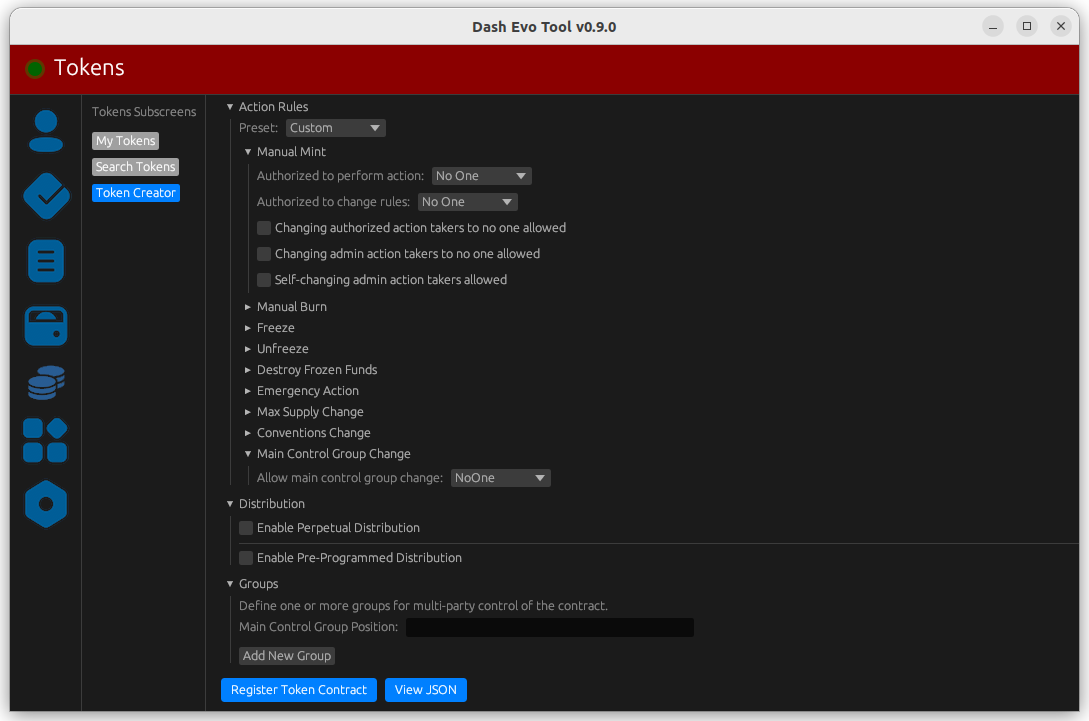 Dash Evo Tool v0.9.0
Tokens
Tokens Subscreens
My Tokens
Search Tokens
Token Creator
Action Rules
Preset: Custom
Manual Mint
Authorized to perform action: No One
Authorized to change rules: No One
Changing authorized action takers to no one allowed
Changing admin action takers to no one allowed
Self-changing admin action takers allowed
Manual Burn
Freeze
Unfreeze
Destroy Frozen Funds
Emergency Action
Max Supply Change
Conventions Change
Main Control Group Change
Allow main control group change: NoOne
Distribution
Enable Perpetual Distribution
Enable Pre-Programmed Distribution
Groups
Define one or more groups for multi-party control of the contract.
Main Control Group Position:
Add New Group
Register Token Contract View JSON